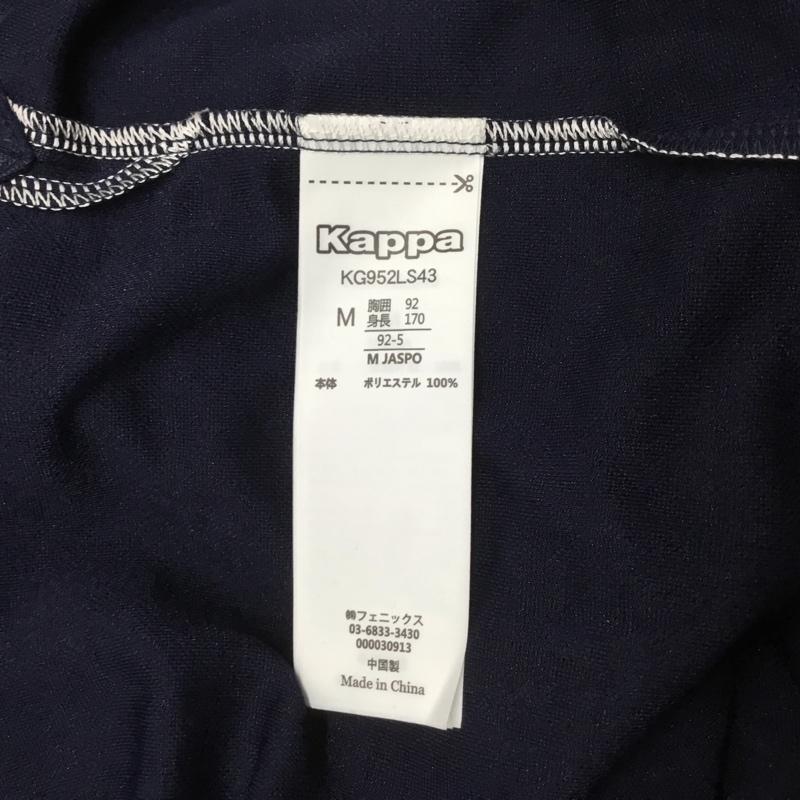 Kappa
KG952LS43
M 胸囲 92
身長 170
92-5
M JASPO
本体 ポリエステル 100%
㈱フェニックス
03-6833-3430
000030913
中国製
Made in China